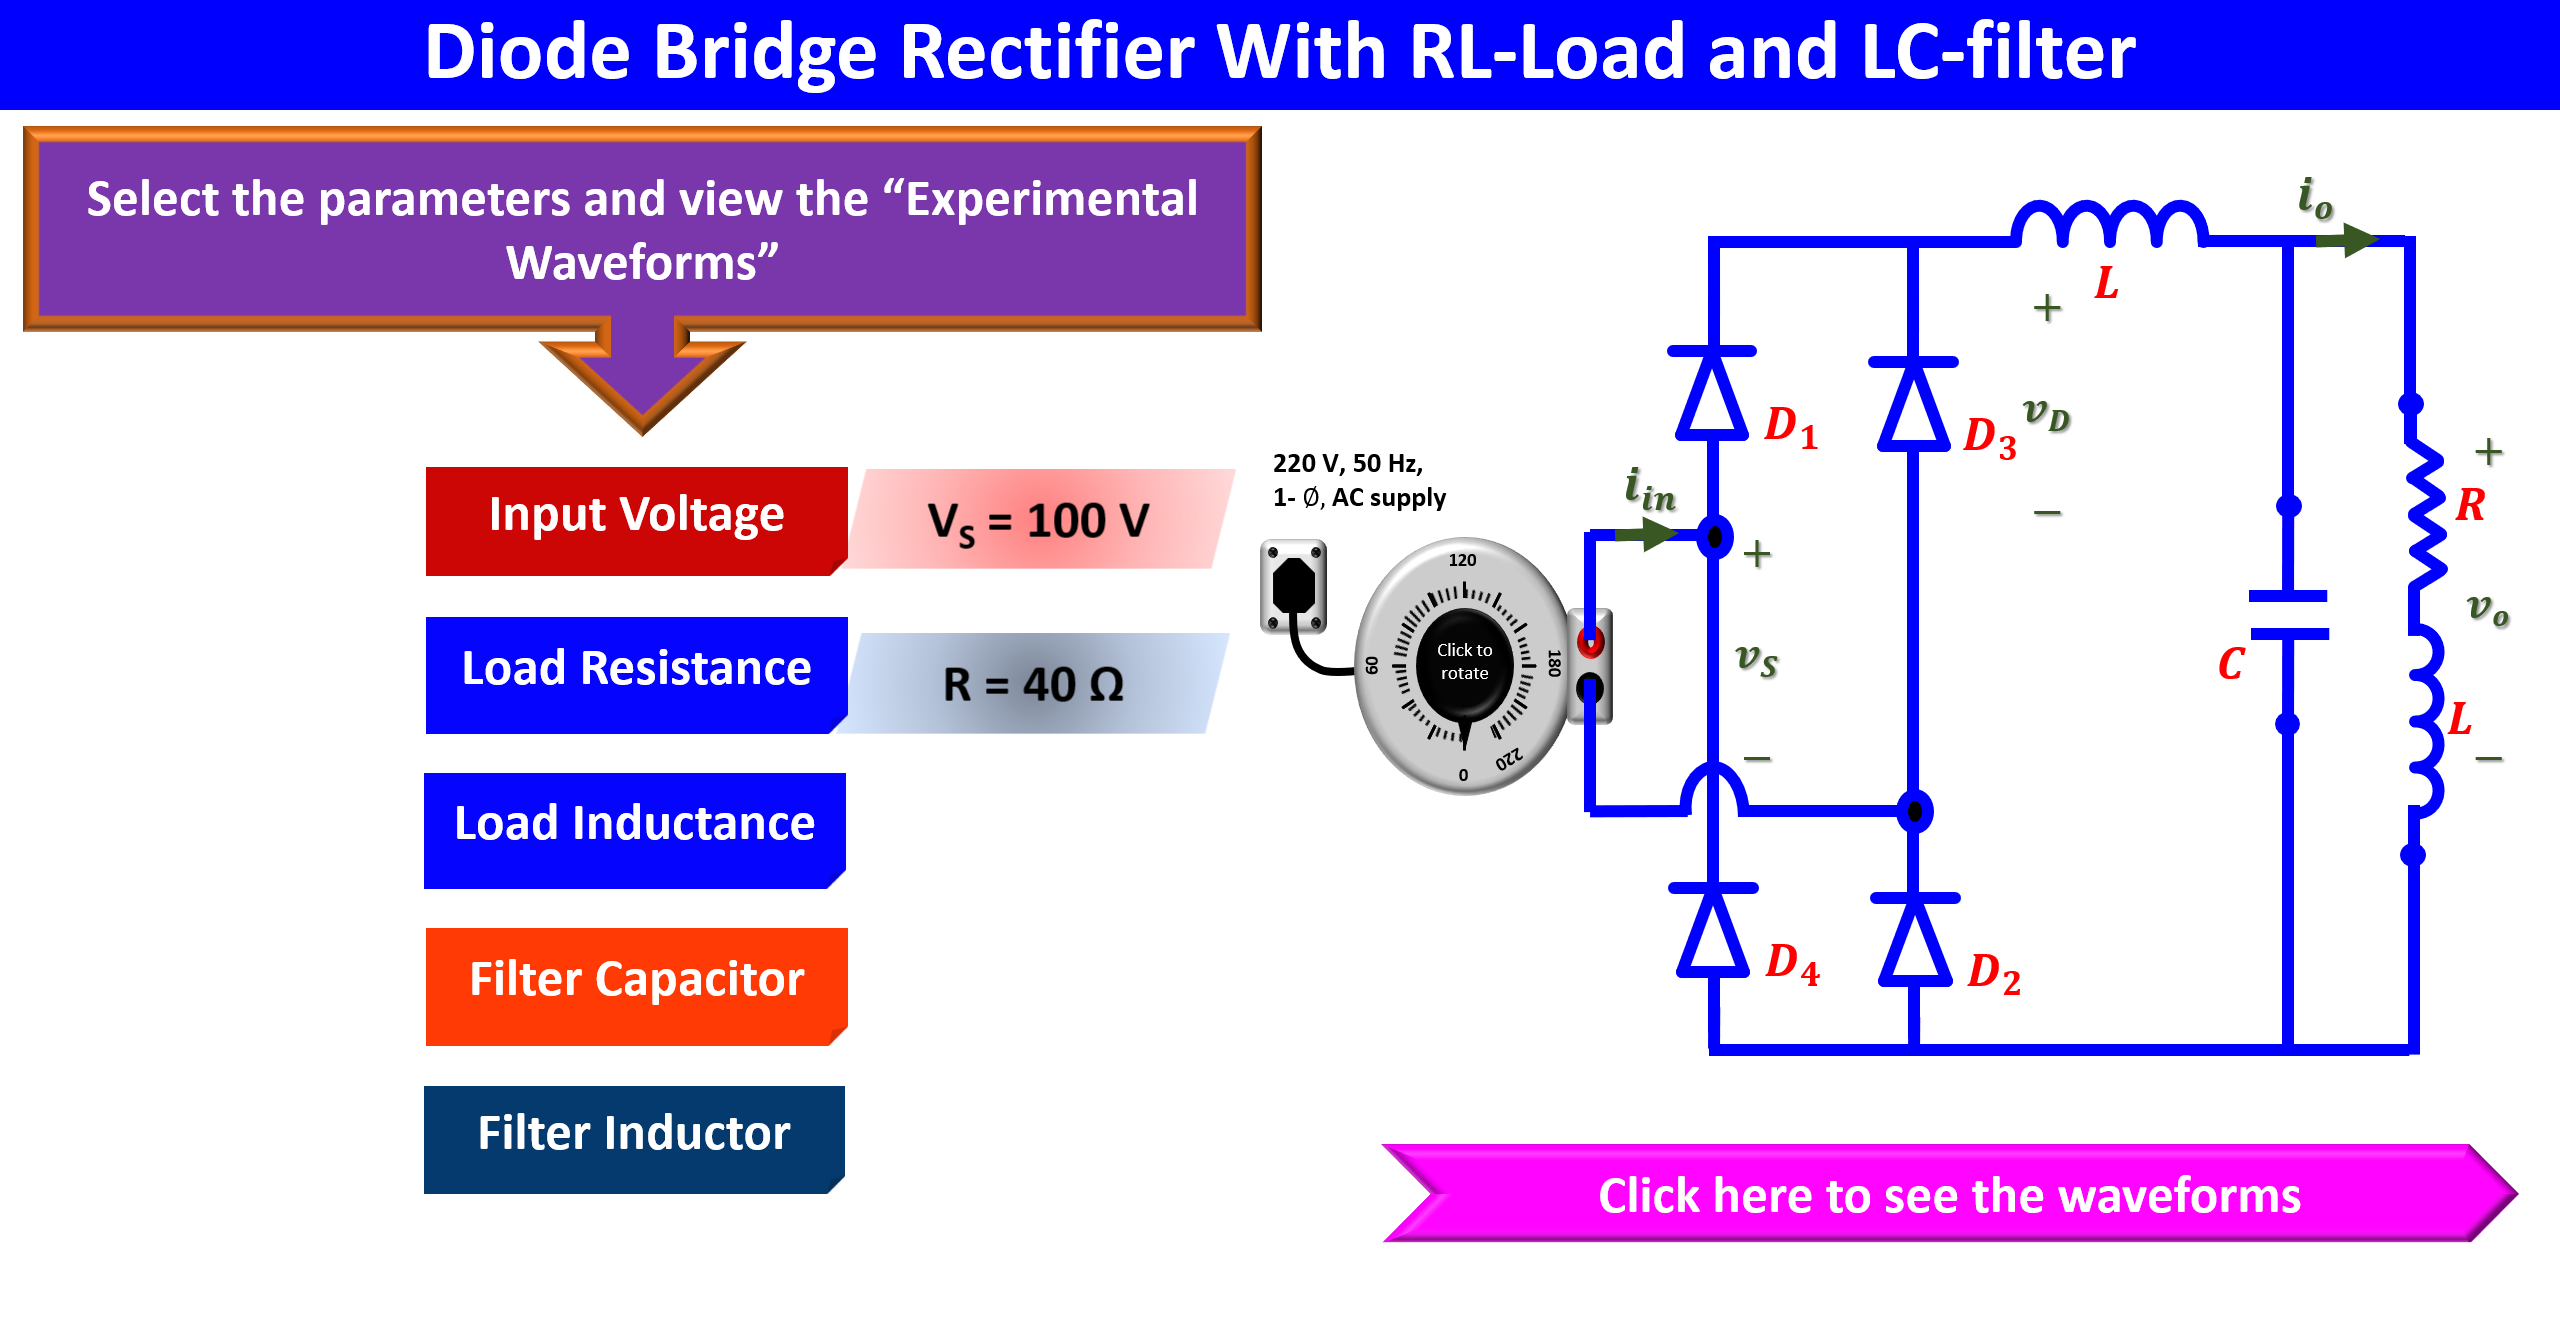 Diode Bridge Rectifier With RL-Load and LC-filter
Select the parameters and view the “Experimental
Waveforms”
Input Voltage
V_S = 100 V
Load Resistance
R = 40 Ω
Load Inductance
Filter Capacitor
Filter Inductor
220 V, 50 Hz,
1- Ø, AC supply
120
60
180
0
220
Click to
rotate
i_in
+
v_S
−
D_1
D_3
D_4
D_2
L
+
v_D
−
i_o
C
+
R
v_o
L
−
Click here to see the waveforms